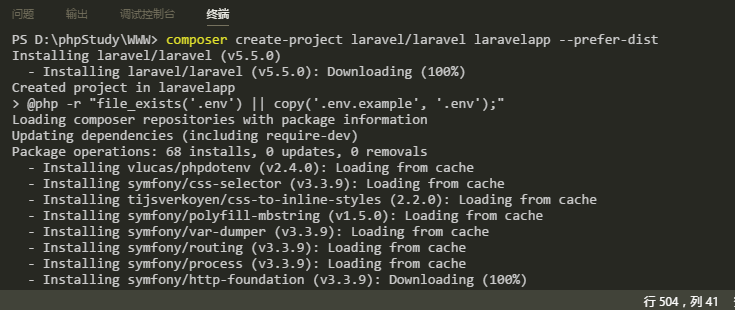 问题 输出 调试控制台 终端
PS D:\phpStudy\WWW> composer create-project laravel/laravel laravelapp --prefer-dist
Installing laravel/laravel (v5.5.0)
  - Installing laravel/laravel (v5.5.0): Downloading (100%)
Created project in laravelapp
> @php -r "file_exists('.env') || copy('.env.example', '.env');"
Loading composer repositories with package information
Updating dependencies (including require-dev)
Package operations: 68 installs, 0 updates, 0 removals
  - Installing vlucas/phpdotenv (v2.4.0): Loading from cache
  - Installing symfony/css-selector (v3.3.9): Loading from cache
  - Installing tijsverkoyen/css-to-inline-styles (2.2.0): Loading from cache
  - Installing symfony/polyfill-mbstring (v1.5.0): Loading from cache
  - Installing symfony/var-dumper (v3.3.9): Loading from cache
  - Installing symfony/routing (v3.3.9): Loading from cache
  - Installing symfony/process (v3.3.9): Loading from cache
  - Installing symfony/http-foundation (v3.3.9): Downloading (100%)
行 504，列 41